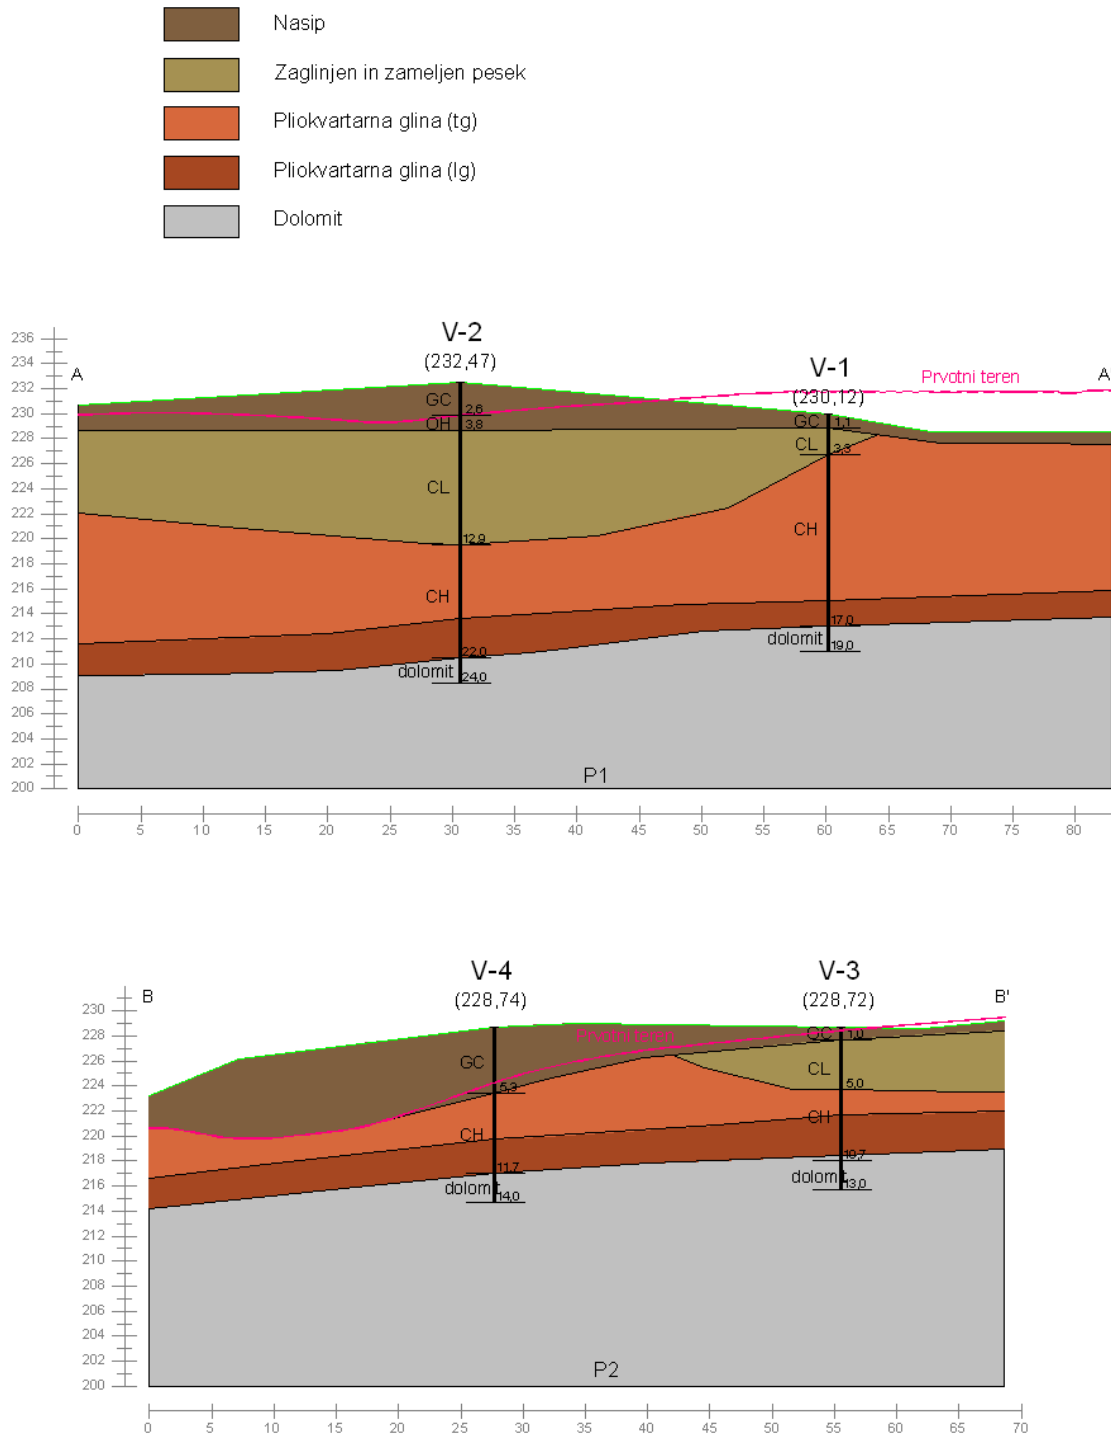 Nasip
Zaglinjen in zameljen pesek
Pliokvartarna glina (tg)
Pliokvartarna glina (lg)
Dolomit
V-2
(232,47)
V-1
(230,12)
Prvotni teren
A
A
236
234
232
230
228
226
224
222
220
218
216
214
212
210
208
206
204
202
200
GC
2,6
OH
3,8
CL
12,9
CH
22,0
dolomit
24,0
GC
1,1
CL
3,3
CH
17,0
dolomit
19,0
P1
0 5 10 15 20 25 30 35 40 45 50 55 60 65 70 75 80
V-4
(228,74)
V-3
(228,72)
B
B'
Prvotni teren
230
228
226
224
222
220
218
216
214
212
210
208
206
204
202
200
GC
5,3
CH
11,7
dolomit
14,0
GC
1,0
CL
5,0
CH
10,7
dolomit
13,0
P2
0 5 10 15 20 25 30 35 40 45 50 55 60 65 70